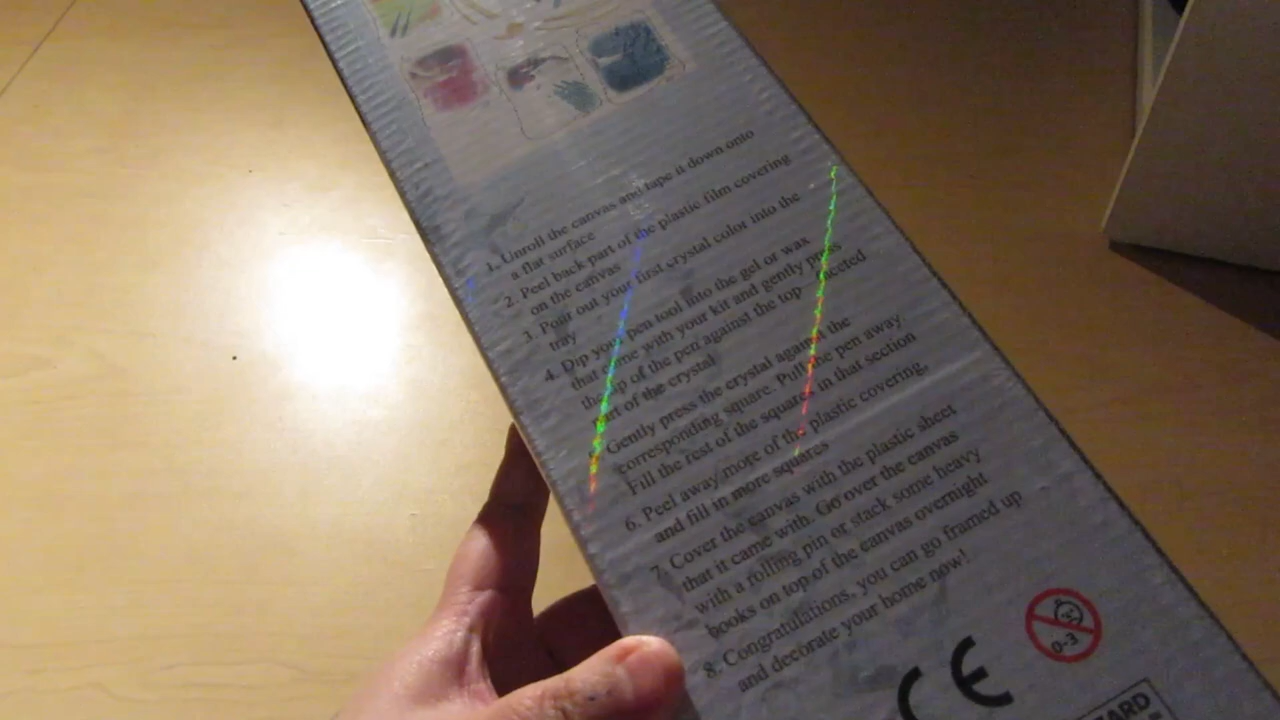 1. Unroll the canvas and tape it down onto
a flat surface
2. Peel back part of the plastic film covering
on the canvas
3. Pour out your first crystal color into the
tray
4. Dip your pen tool into the gel or wax
that came with your kit and gently press
the tip of the pen against the top faceted
part of the crystal
Gently press the crystal against the
corresponding square. Pull the pen away
Fill the rest of the squares in that section
6. Peel away more of the plastic covering,
and fill in more squares
7. Cover the canvas with the plastic sheet
that it came with. Go over the canvas
with a rolling pin or stack some heavy
books on top of the canvas overnight
8. Congratulations, you can go framed up
and decorate your home now!
0-3
CE